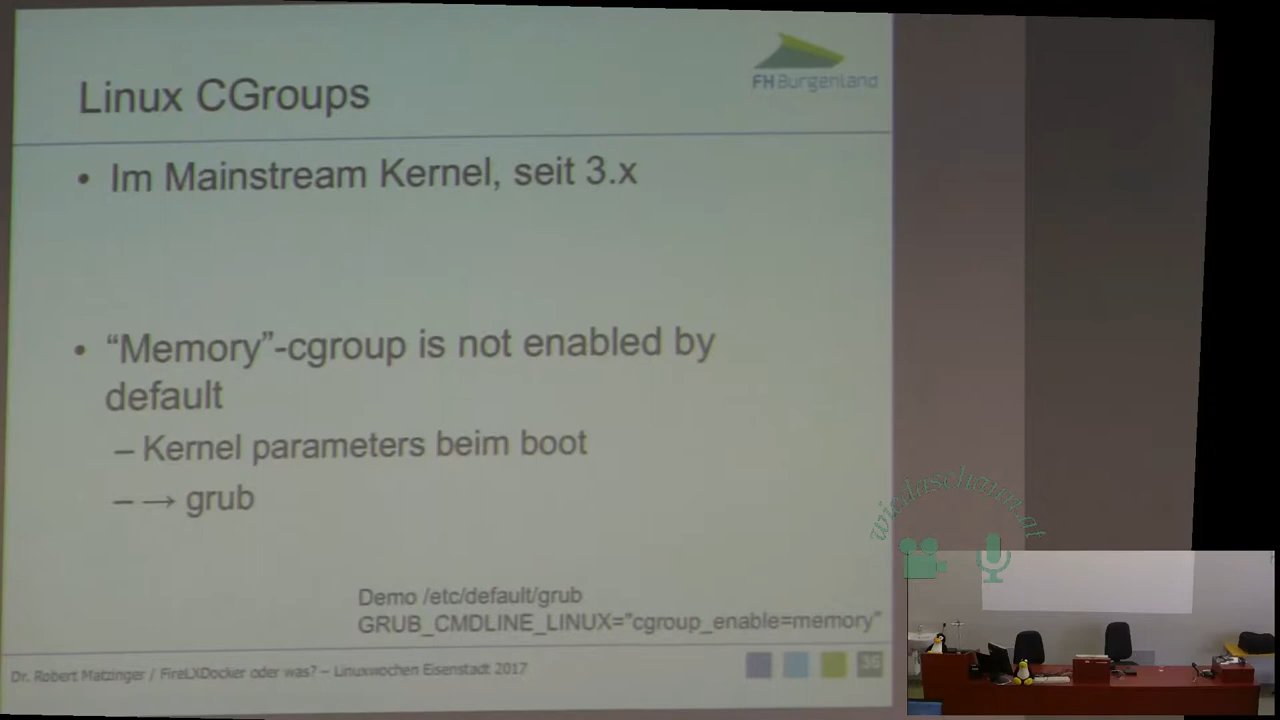 FH Burgenland
Linux CGroups
• Im Mainstream Kernel, seit 3.x
• “Memory”-cgroup is not enabled by
default
– Kernel parameters beim boot
– → grub
wiedaschaun.at
Demo /etc/default/grub
GRUB_CMDLINE_LINUX="cgroup_enable=memory"
Dr. Robert Matzinger / FireLXDocker oder was? – Linuxwochen Eisenstadt 2017
36